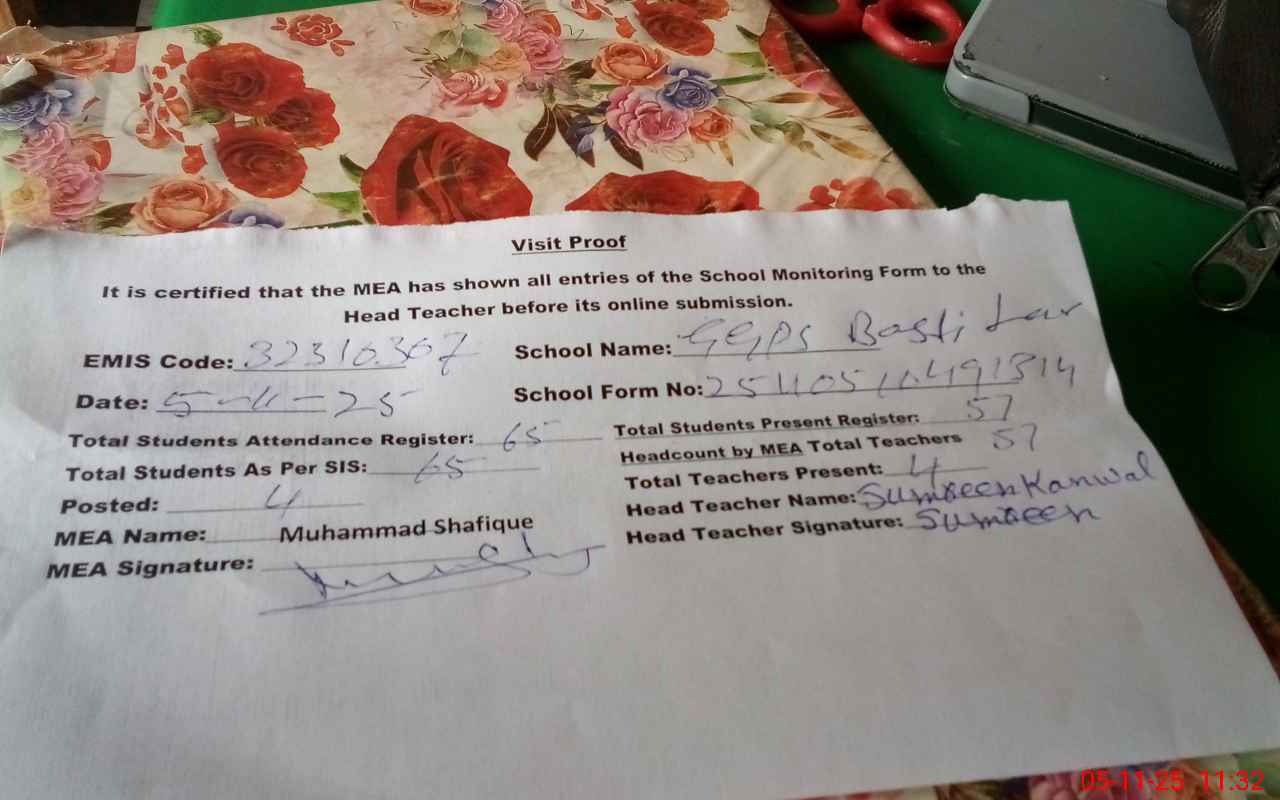 Visit Proof
It is certified that the MEA has shown all entries of the School Monitoring Form to the
Head Teacher before its online submission.
EMIS Code: 32310367 School Name: GGPS Basti Lar
Date: 5-11-25 School Form No: 
Total Students Attendance Register: 65 Total Students Present Register: 57
Total Students As Per SIS: 65 Headcount by MEA Total Teachers 57
Posted: 4 Total Teachers Present: 4
MEA Name: Muhammad Shafique Head Teacher Name: Sumreen Kanwal
MEA Signature: Head Teacher Signature: Sumreen
05-11-25 11:32